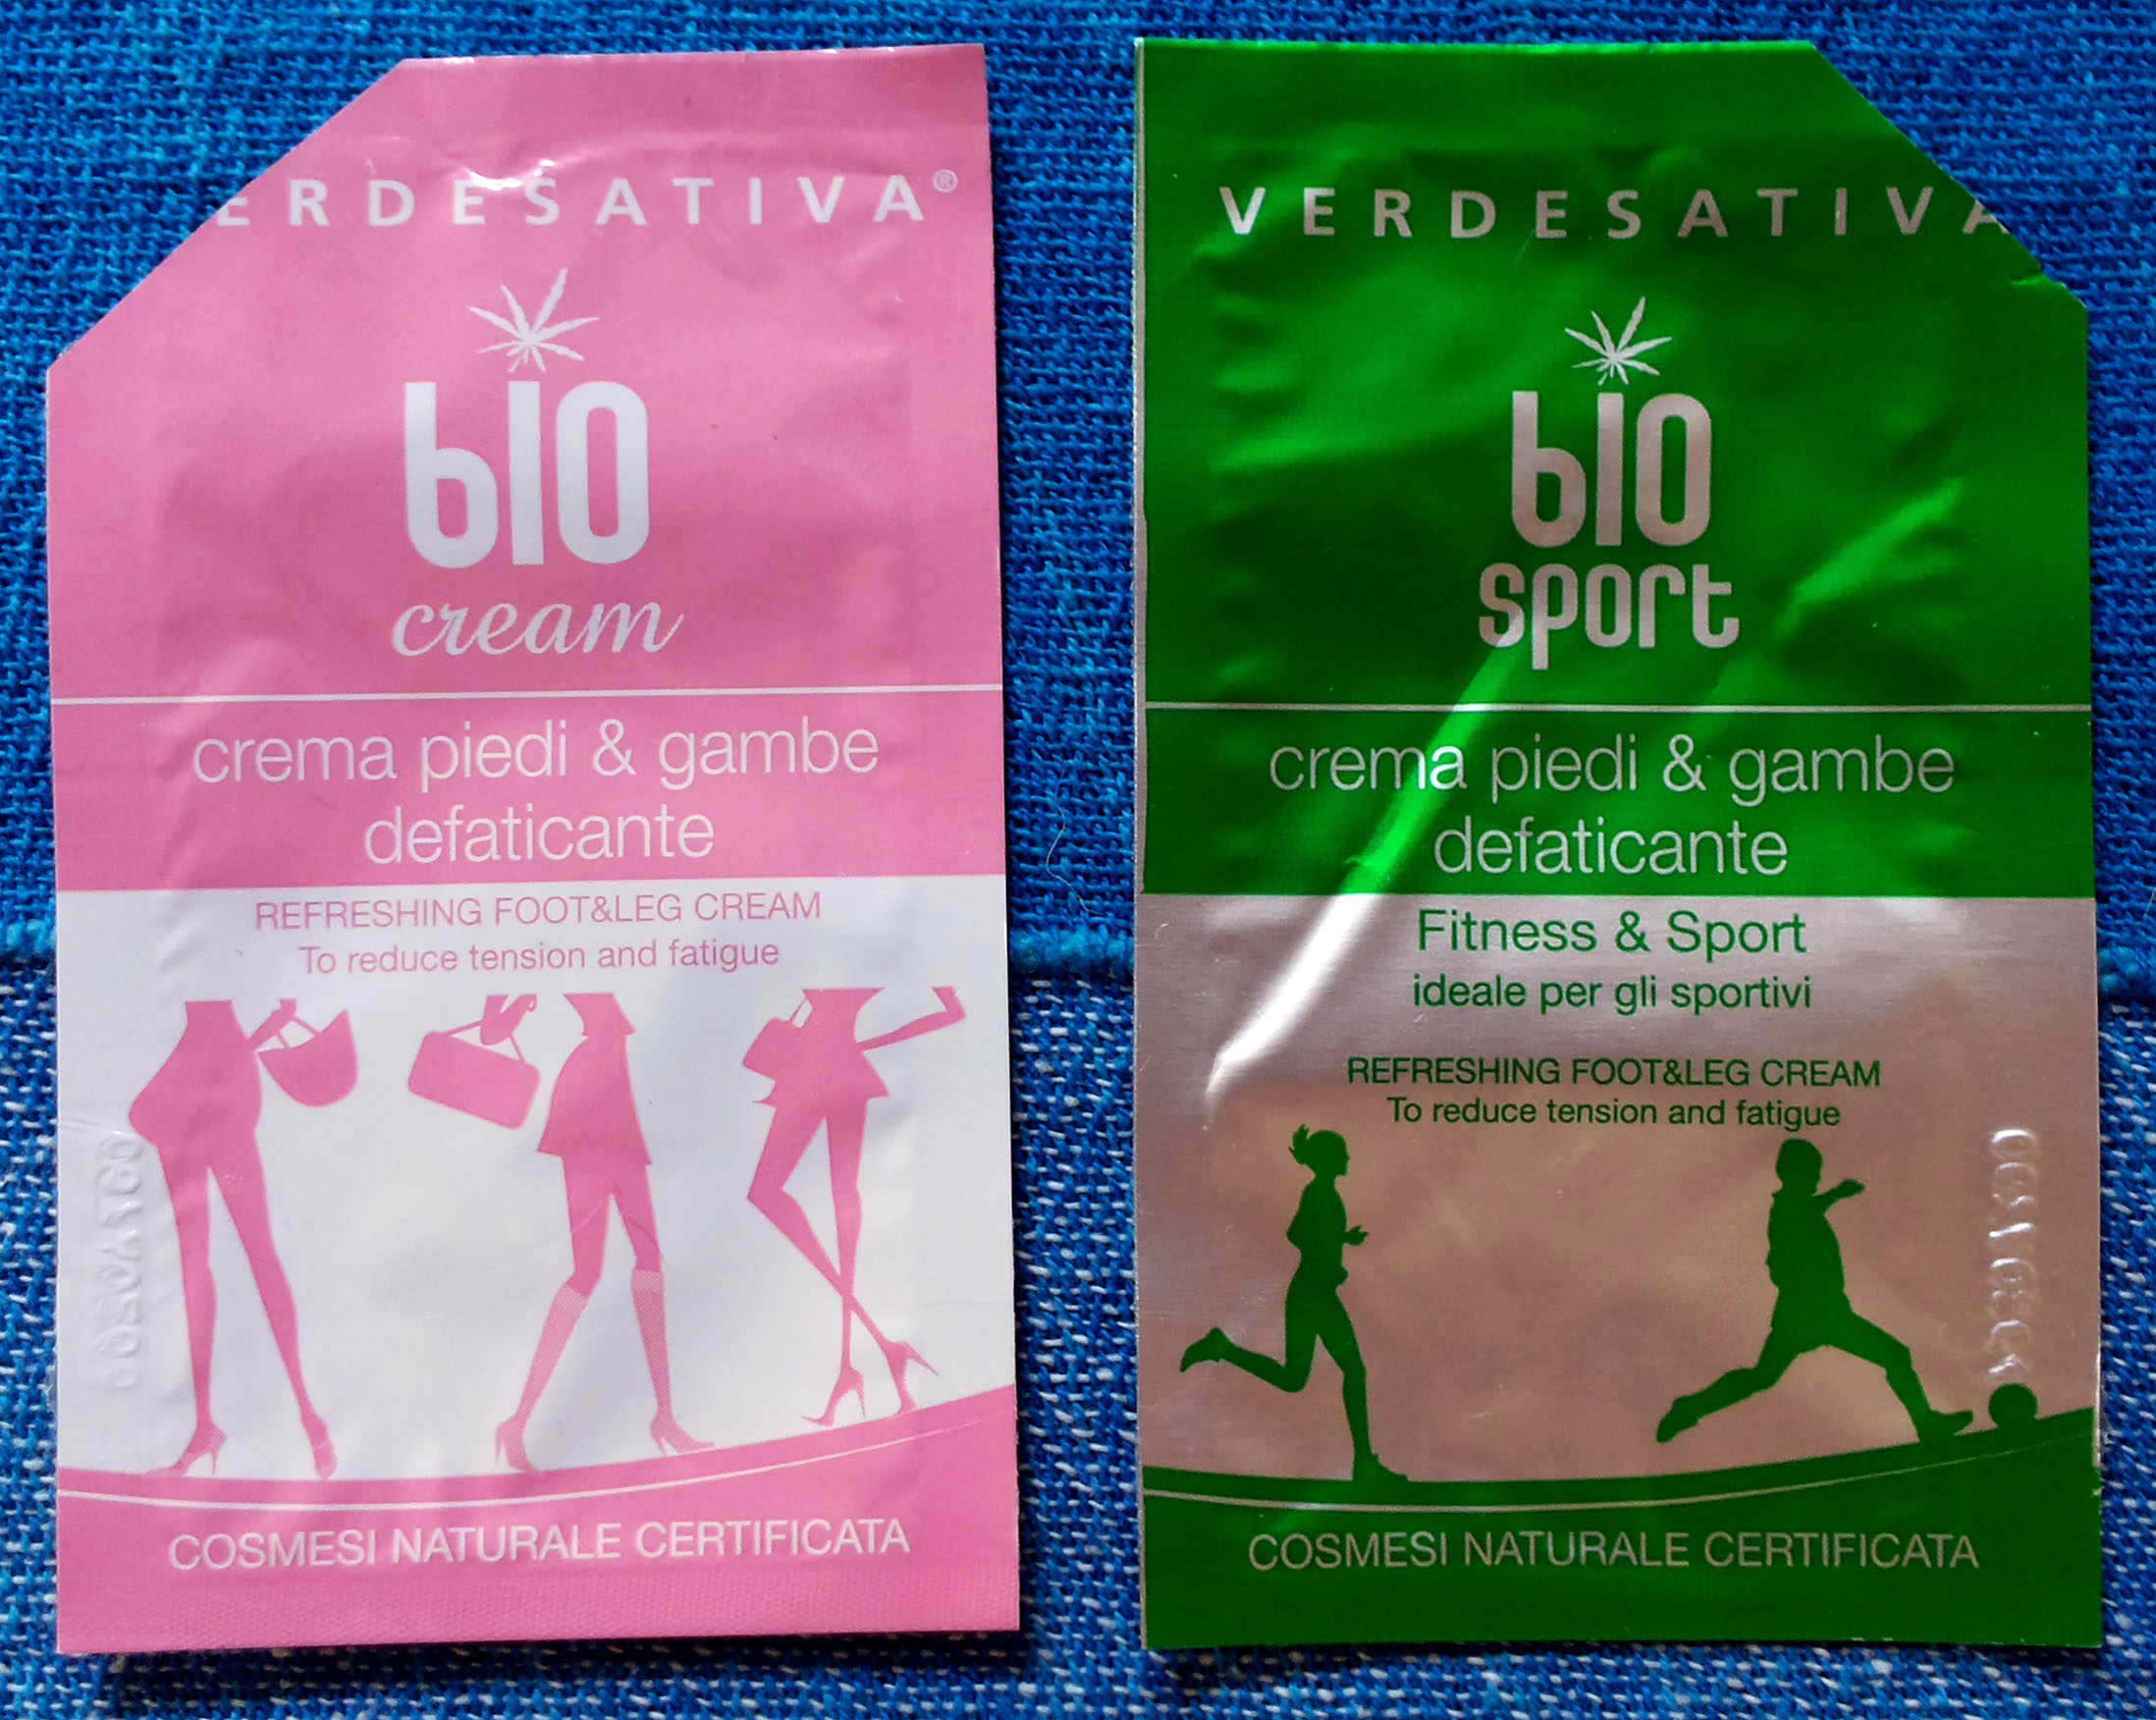 ERDESATIVA®
bio
cream
crema piedi & gambe
defaticante
REFRESHING FOOT&LEG CREAM
To reduce tension and fatigue
COSMESI NATURALE CERTIFICATA
VERDESATIVA
bio
sport
crema piedi & gambe
defaticante
Fitness & Sport
ideale per gli sportivi
REFRESHING FOOT&LEG CREAM
To reduce tension and fatigue
COSMESI NATURALE CERTIFICATA